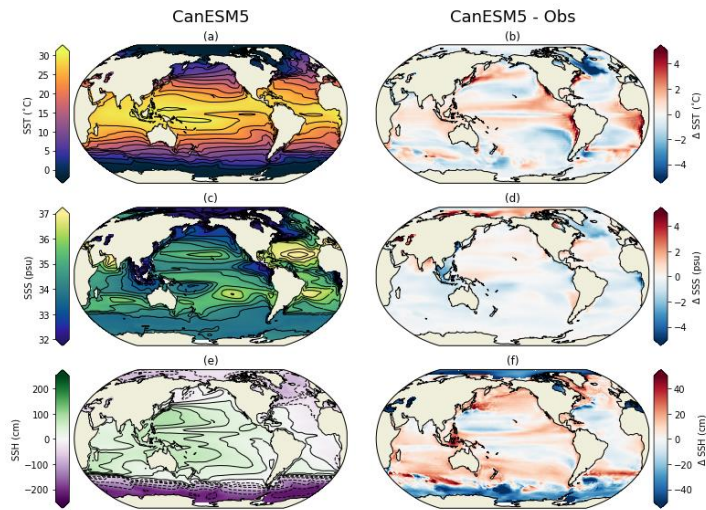 CanESM5
CanESM5 - Obs
(a)
(b)
30
25
20
15
10
5
0
SST (˚C)
4
2
0
−2
−4
Δ SST (˚C)
(c)
(d)
37
36
35
34
33
32
SSS (psu)
4
2
0
−2
−4
Δ SSS (psu)
(e)
(f)
200
100
0
−100
−200
SSH (cm)
40
20
0
−20
−40
Δ SSH (cm)